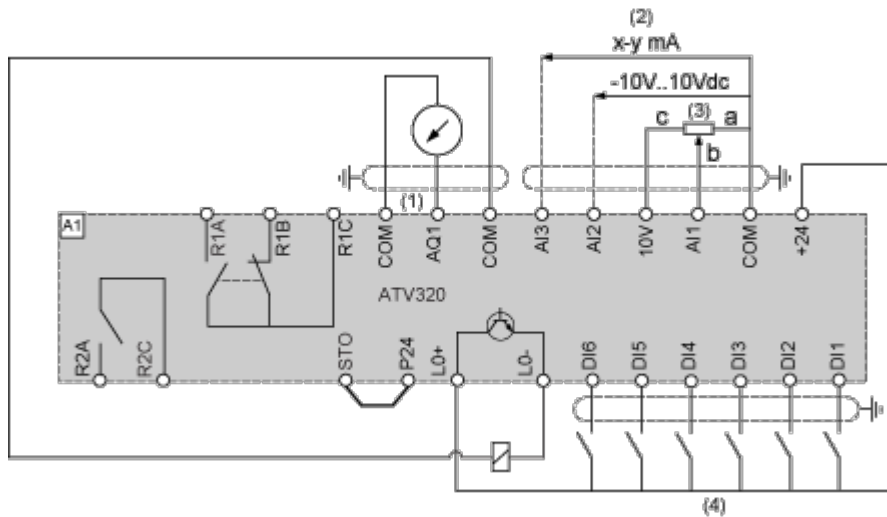 (2)
x-y mA
-10V..10Vdc
c (3) a
b
(1)
A1
R1A R1B R1C COM AQ1 COM AI3 AI2 10V AI1 COM +24
ATV320
R2A R2C STO P24 L0+ L0- DI6 DI5 DI4 DI3 DI2 DI1
(4)